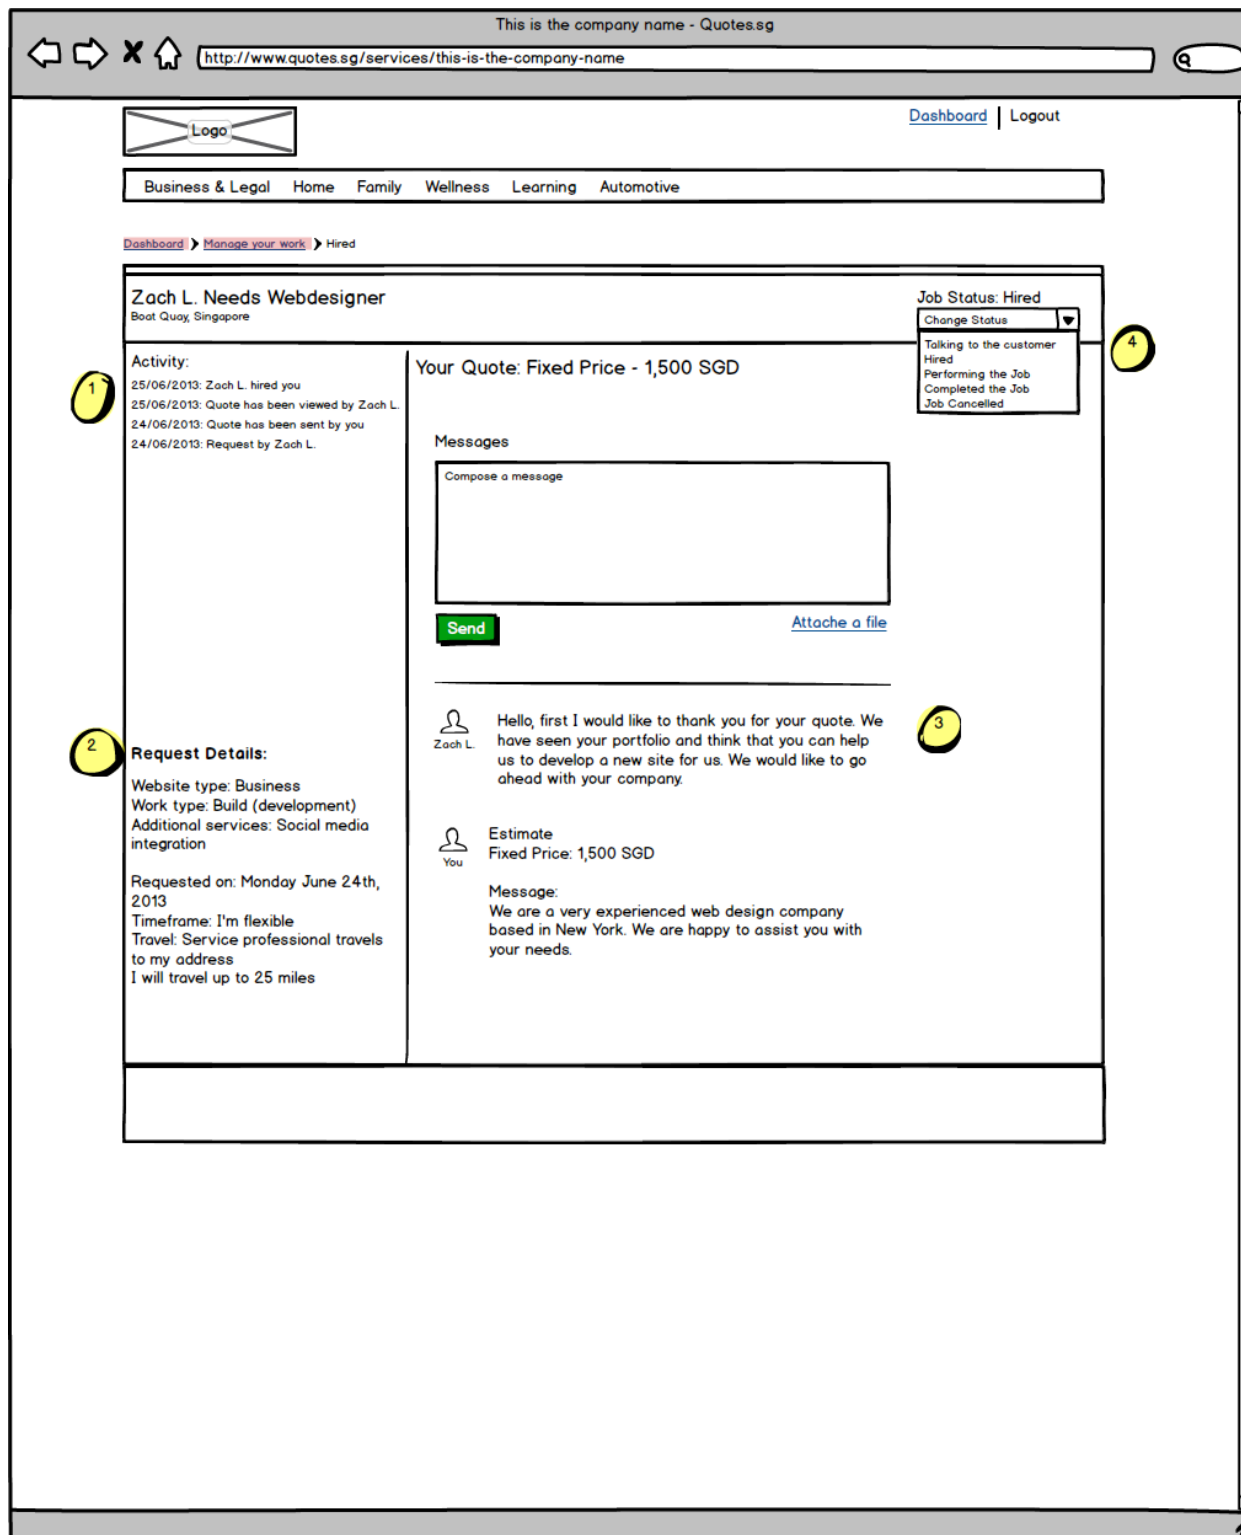 This is the company name - Quotes.sg
http://www.quotes.sg/services/this-is-the-company-name
Logo
Dashboard | Logout
Business & Legal Home Family Wellness Learning Automotive
Dashboard Manage your work Hired
Zach L. Needs Webdesigner
Boat Quay, Singapore
Job Status: Hired
Change Status
Talking to the customer
Hired
Performing the Job
Completed the Job
Job Cancelled
4
1
Activity:
25/06/2013: Zach L. hired you
25/06/2013: Quote has been viewed by Zach L.
24/06/2013: Quote has been sent by you
24/06/2013: Request by Zach L.
Your Quote: Fixed Price - 1,500 SGD
Messages
Compose a message
Send
Attache a file
2
Request Details:
Website type: Business
Work type: Build (development)
Additional services: Social media
integration
Requested on: Monday June 24th,
2013
Timeframe: I'm flexible
Travel: Service professional travels
to my address
I will travel up to 25 miles
3
Zach L.
Hello, first I would like to thank you for your quote. We
have seen your portfolio and think that you can help
us to develop a new site for us. We would like to go
ahead with your company.
You
Estimate
Fixed Price: 1,500 SGD
Message:
We are a very experienced web design company
based in New York. We are happy to assist you with
your needs.